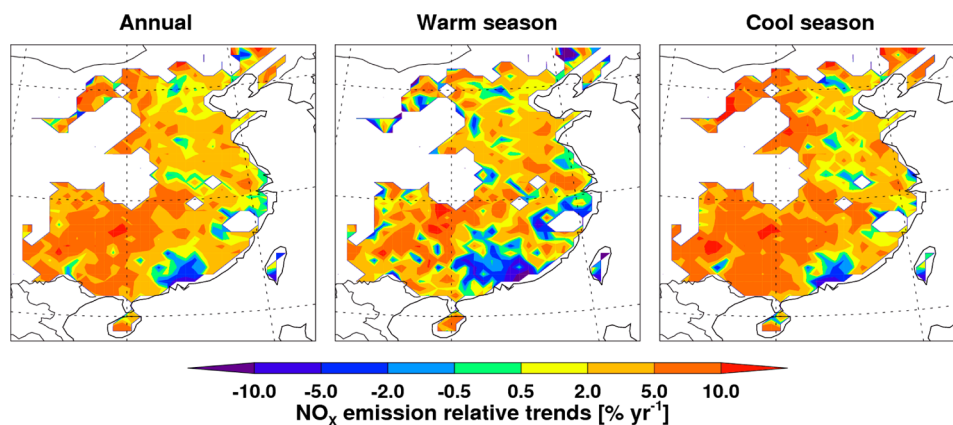 Annual Warm season Cool season
-10.0 -5.0 -2.0 -0.5 0.5 2.0 5.0 10.0
NOx emission relative trends [% yr⁻¹]